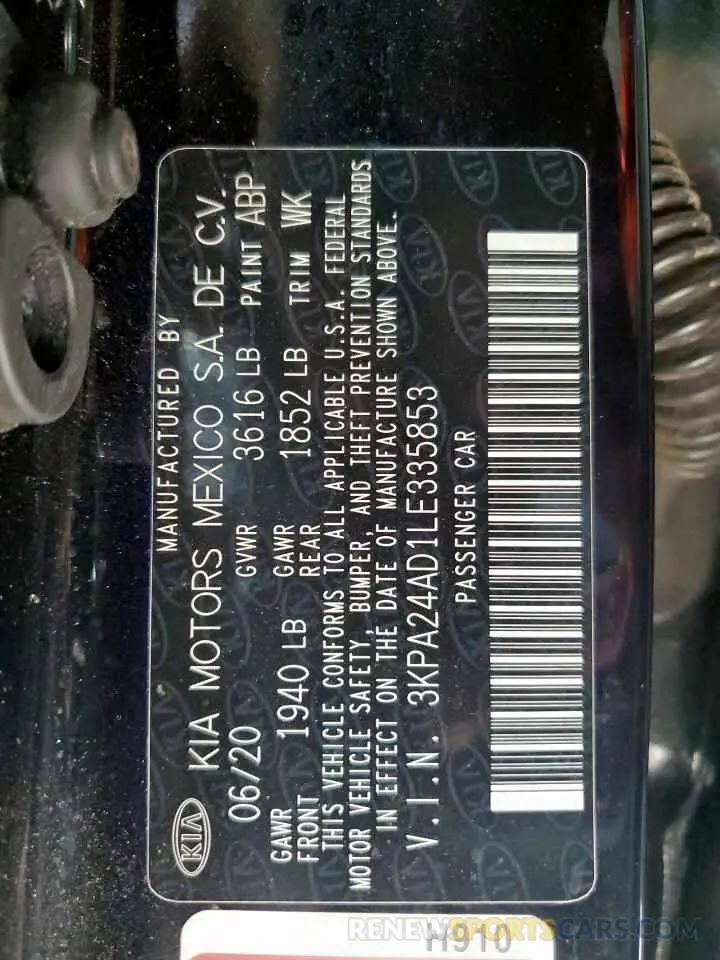 MANUFACTURED BY
KIA KIA MOTORS MEXICO S.A. DE C.V.
06/20 GVWR 3616 LB PAINT ABP
GAWR FRONT 1940 LB GAWR REAR 1852 LB TRIM WK
THIS VEHICLE CONFORMS TO ALL APPLICABLE U.S.A. FEDERAL
MOTOR VEHICLE SAFETY, BUMPER, AND THEFT PREVENTION STANDARDS
IN EFFECT ON THE DATE OF MANUFACTURE SHOWN ABOVE.
V.I.N. 3KPA24AD1LE335853
PASSENGER CAR
H910
RENEWSPORTSCARS.COM